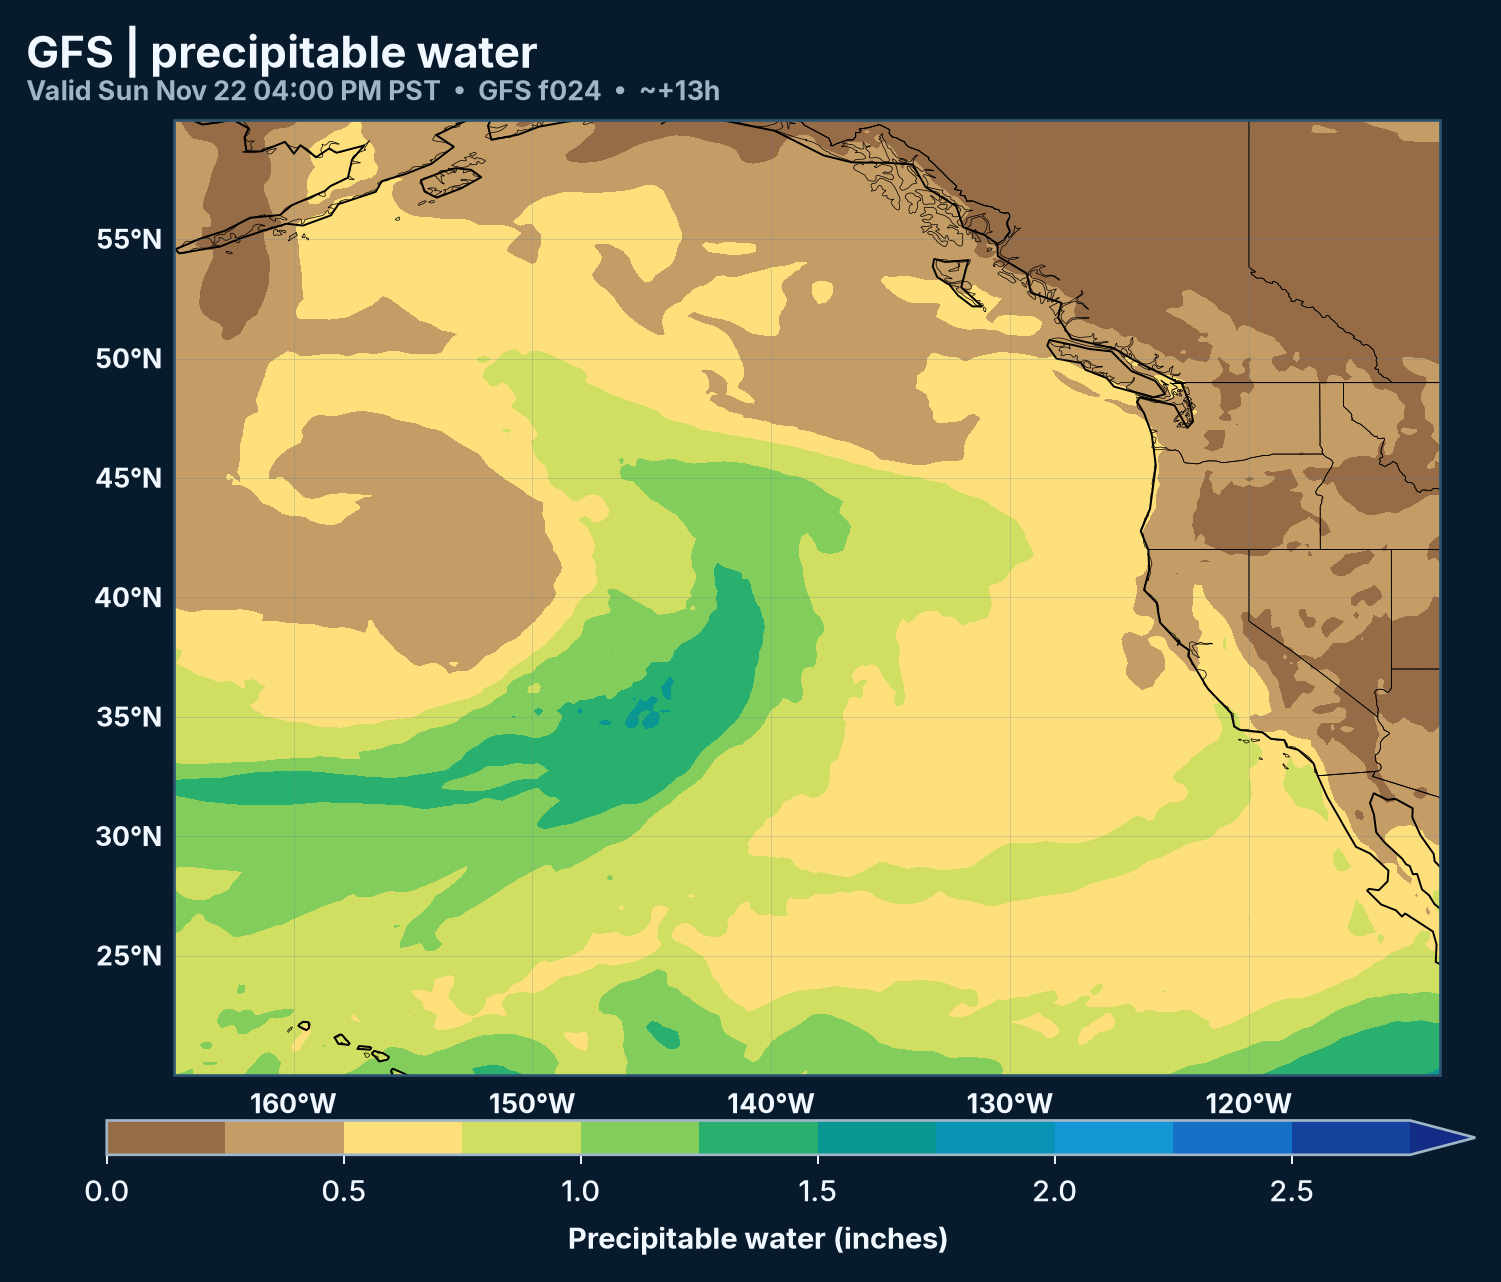 GFS | precipitable water
Valid Sun Nov 22 04:00 PM PST • GFS f024 • ~+13h
55°N
50°N
45°N
40°N
35°N
30°N
25°N
160°W 150°W 140°W 130°W 120°W
0.0 0.5 1.0 1.5 2.0 2.5
Precipitable water (inches)